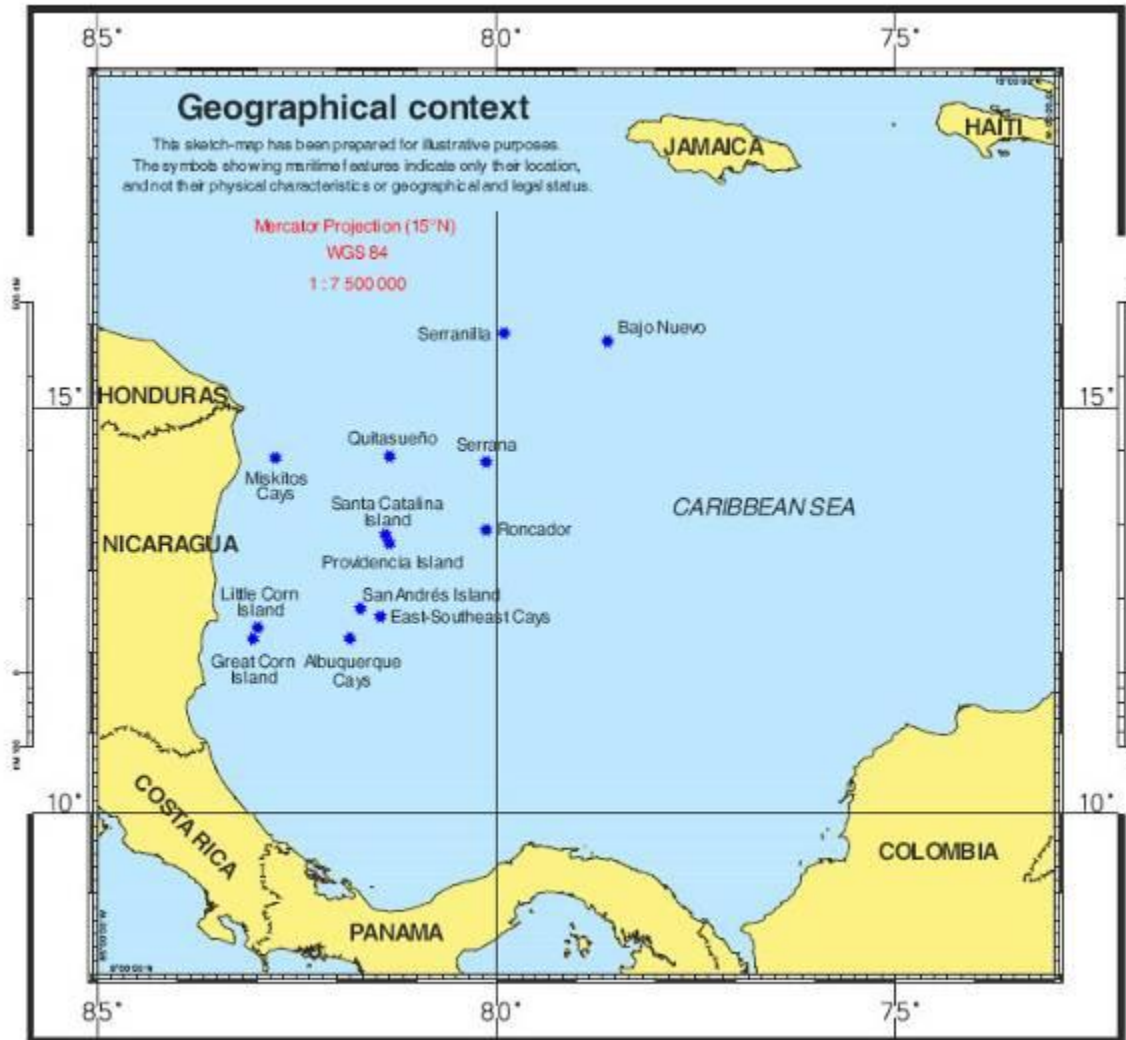 85°
80°
75°
Geographical context
This sketch-map has been prepared for illustrative purposes.
The symbols showing maritime features indicate only their location,
and not their physical characteristics or geographical and legal status.
JAMAICA
HAITI
Mercator Projection (15°N)
WGS 84
1 : 7 500 000
Serranilla
Bajo Nuevo
15°
HONDURAS
15°
Quitasueño
Serrana
Miskitos
Cays
Santa Catalina
Island
CARIBBEAN SEA
Roncador
NICARAGUA
Providencia Island
Little Corn
Island
San Andrés Island
East-Southeast Cays
Great Corn
Island
Albuquerque
Cays
10°
10°
COSTA RICA
COLOMBIA
PANAMA
85°
80°
75°